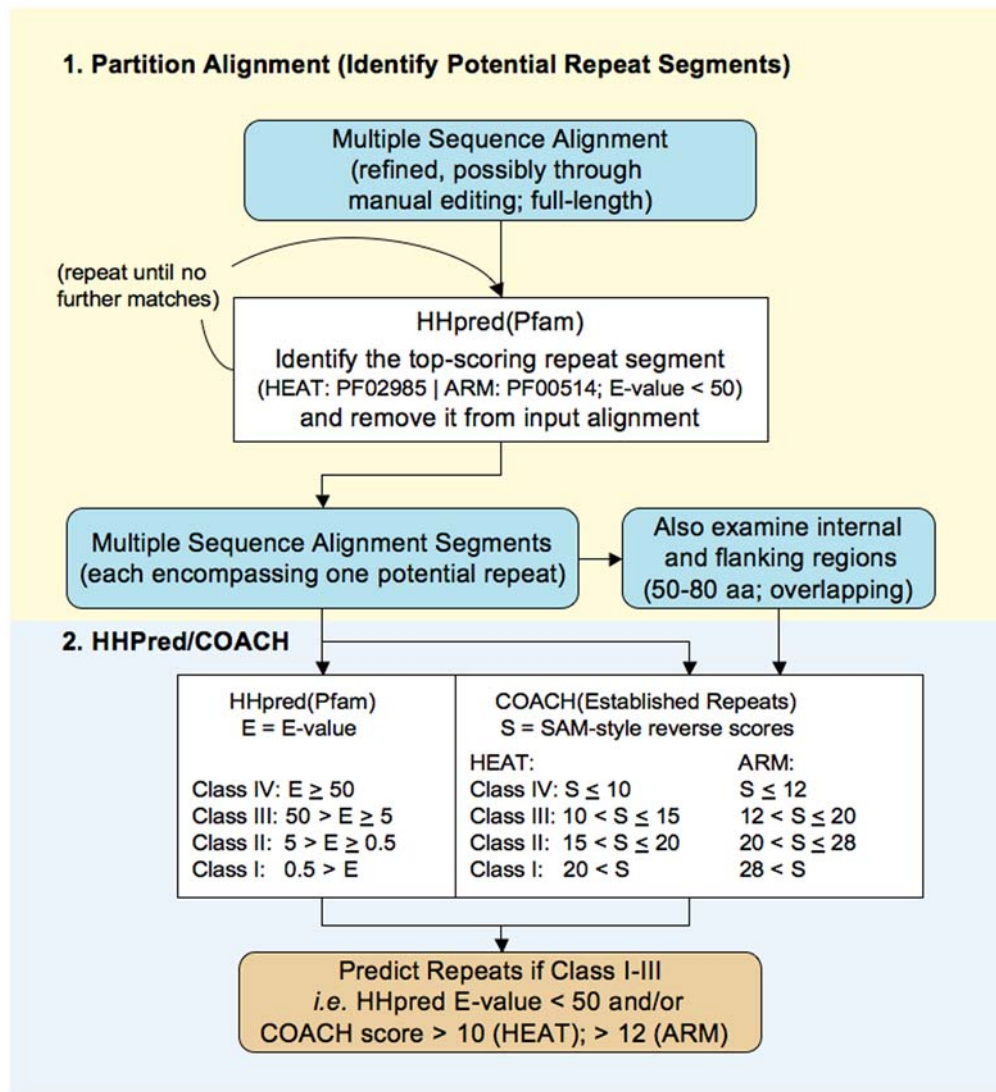 1. Partition Alignment (Identify Potential Repeat Segments)
Multiple Sequence Alignment
(refined, possibly through
manual editing; full-length)
(repeat until no
further matches)
HHpred(Pfam)
Identify the top-scoring repeat segment
(HEAT: PF02985 | ARM: PF00514; E-value < 50)
and remove it from input alignment
Multiple Sequence Alignment Segments
(each encompassing one potential repeat)
Also examine internal
and flanking regions
(50-80 aa; overlapping)
2. HHPred/COACH
HHpred(Pfam)
E = E-value
Class IV: E ≥ 50
Class III: 50 > E ≥ 5
Class II: 5 > E ≥ 0.5
Class I: 0.5 > E
COACH(Established Repeats)
S = SAM-style reverse scores
HEAT:
Class IV: S ≤ 10
Class III: 10 < S ≤ 15
Class II: 15 < S ≤ 20
Class I: 20 < S
ARM:
S ≤ 12
12 < S ≤ 20
20 < S ≤ 28
28 < S
Predict Repeats if Class I-III
i.e. HHpred E-value < 50 and/or
COACH score > 10 (HEAT); > 12 (ARM)